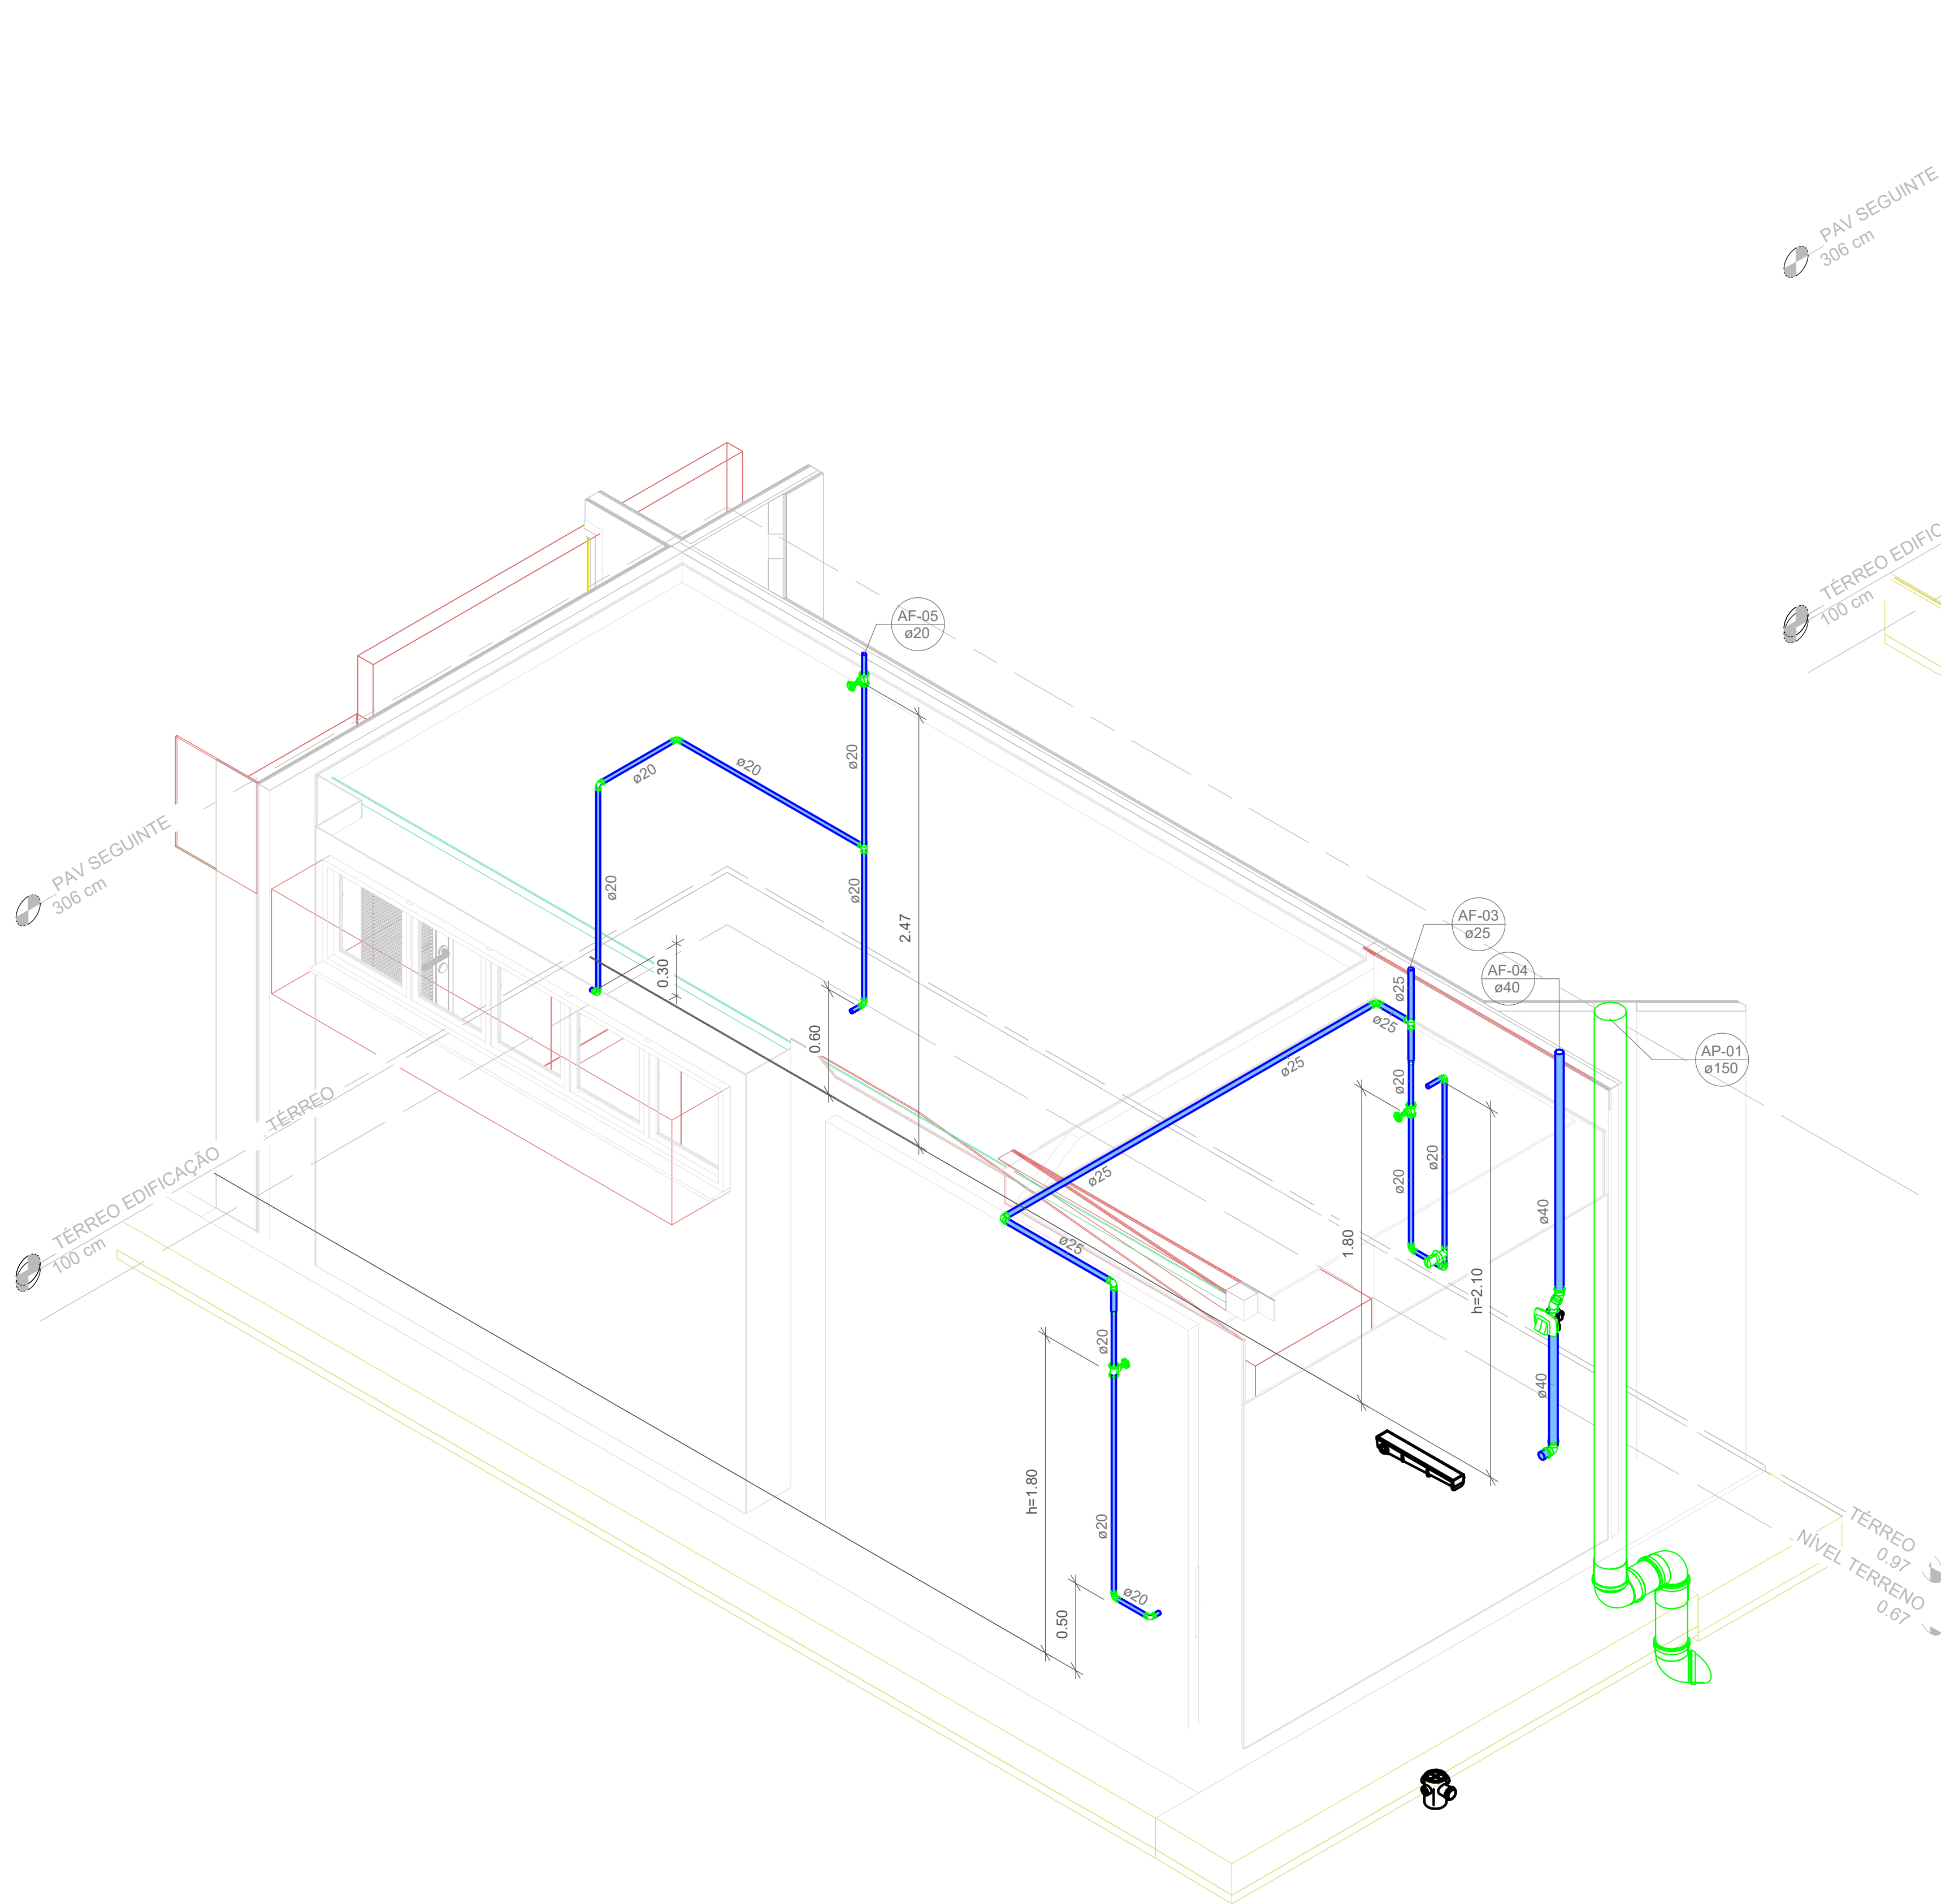 PAV SEGUINTE
306 cm
TÉRREO EDIFIC
100 cm
AF-05
ø20
ø20
ø20
ø20
ø20
ø20
2.47
0.30
0.60
PAV SEGUINTE
306 cm
TÉRREO
TÉRREO EDIFICAÇÃO
100 cm
AF-03
ø25
AF-04
ø40
AP-01
ø150
ø25
ø25
ø25
ø20
ø20
ø20
ø25
ø25
1.80
h=2.10
ø40
ø40
ø20
h=1.80
ø20
0.50
ø20
TÉRREO
0.97
NÍVEL TERRENO
0.67